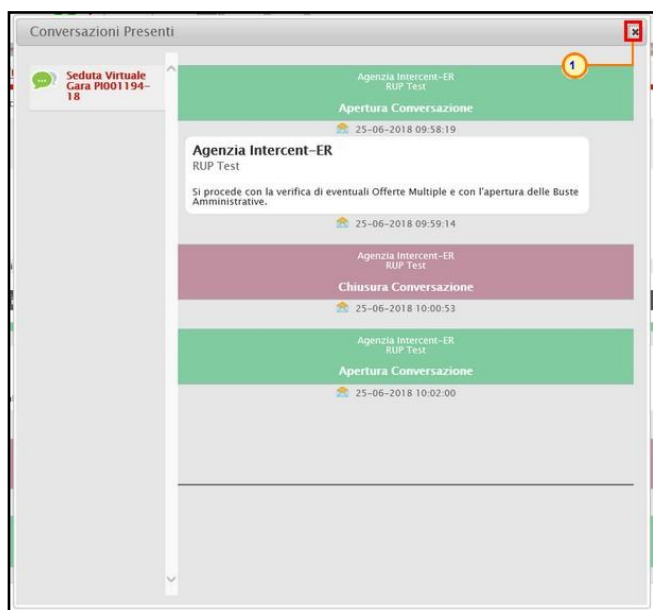 Conversazioni Presenti
x
1
Seduta Virtuale
Gara PI001194-
18
Agenzia Intercent-ER
RUP Test
Apertura Conversazione
25-06-2018 09:58:19
Agenzia Intercent-ER
RUP Test
Si procede con la verifica di eventuali Offerte Multiple e con l'apertura delle Buste
Amministrative.
25-06-2018 09:59:14
Agenzia Intercent-ER
RUP Test
Chiusura Conversazione
25-06-2018 10:00:53
Agenzia Intercent-ER
RUP Test
Apertura Conversazione
25-06-2018 10:02:00